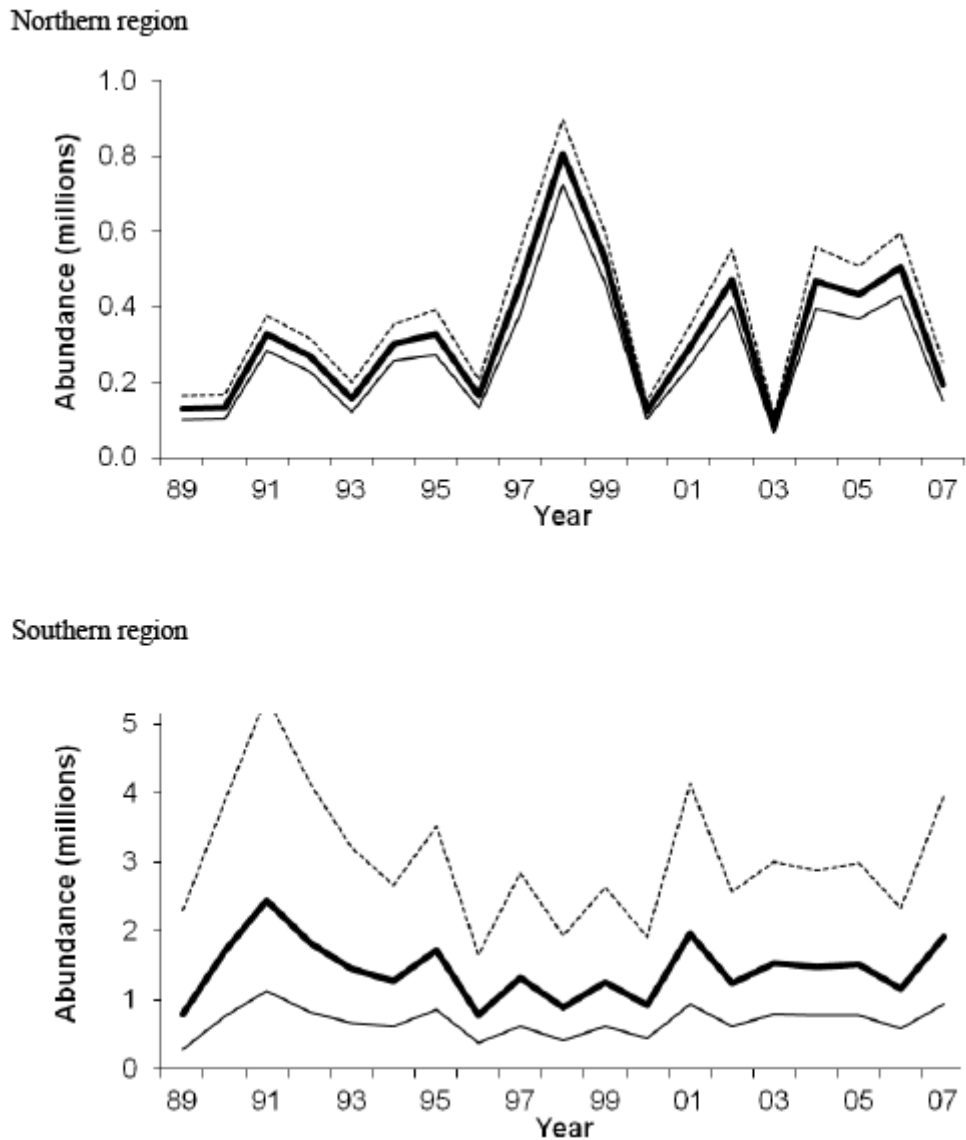 Northern region
Abundance (millions)
1.0
0.8
0.6
0.4
0.2
0.0
89 91 93 95 97 99 01 03 05 07
Year
Southern region
Abundance (millions)
5
4
3
2
1
0
89 91 93 95 97 99 01 03 05 07
Year